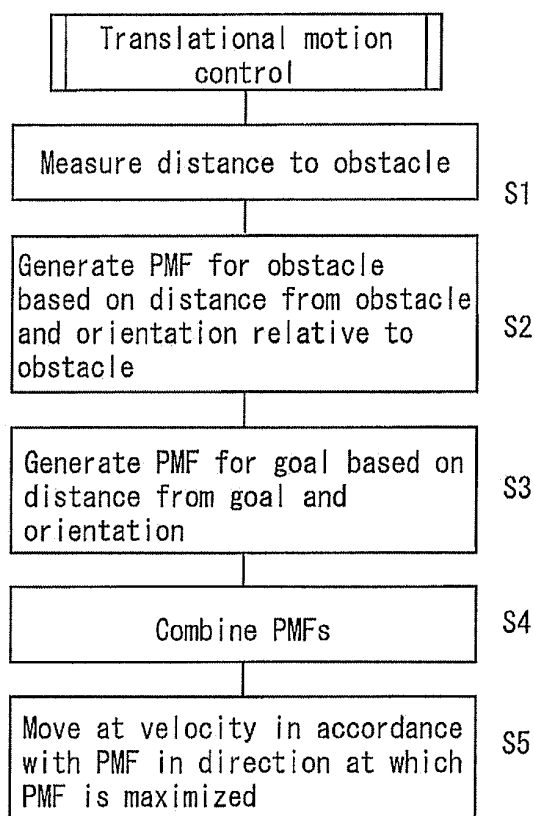 Translational motion
control
Measure distance to obstacle
S1
Generate PMF for obstacle
based on distance from obstacle
and orientation relative to
obstacle
S2
Generate PMF for goal based on
distance from goal and
orientation
S3
Combine PMFs
S4
Move at velocity in accordance
with PMF in direction at which
PMF is maximized
S5